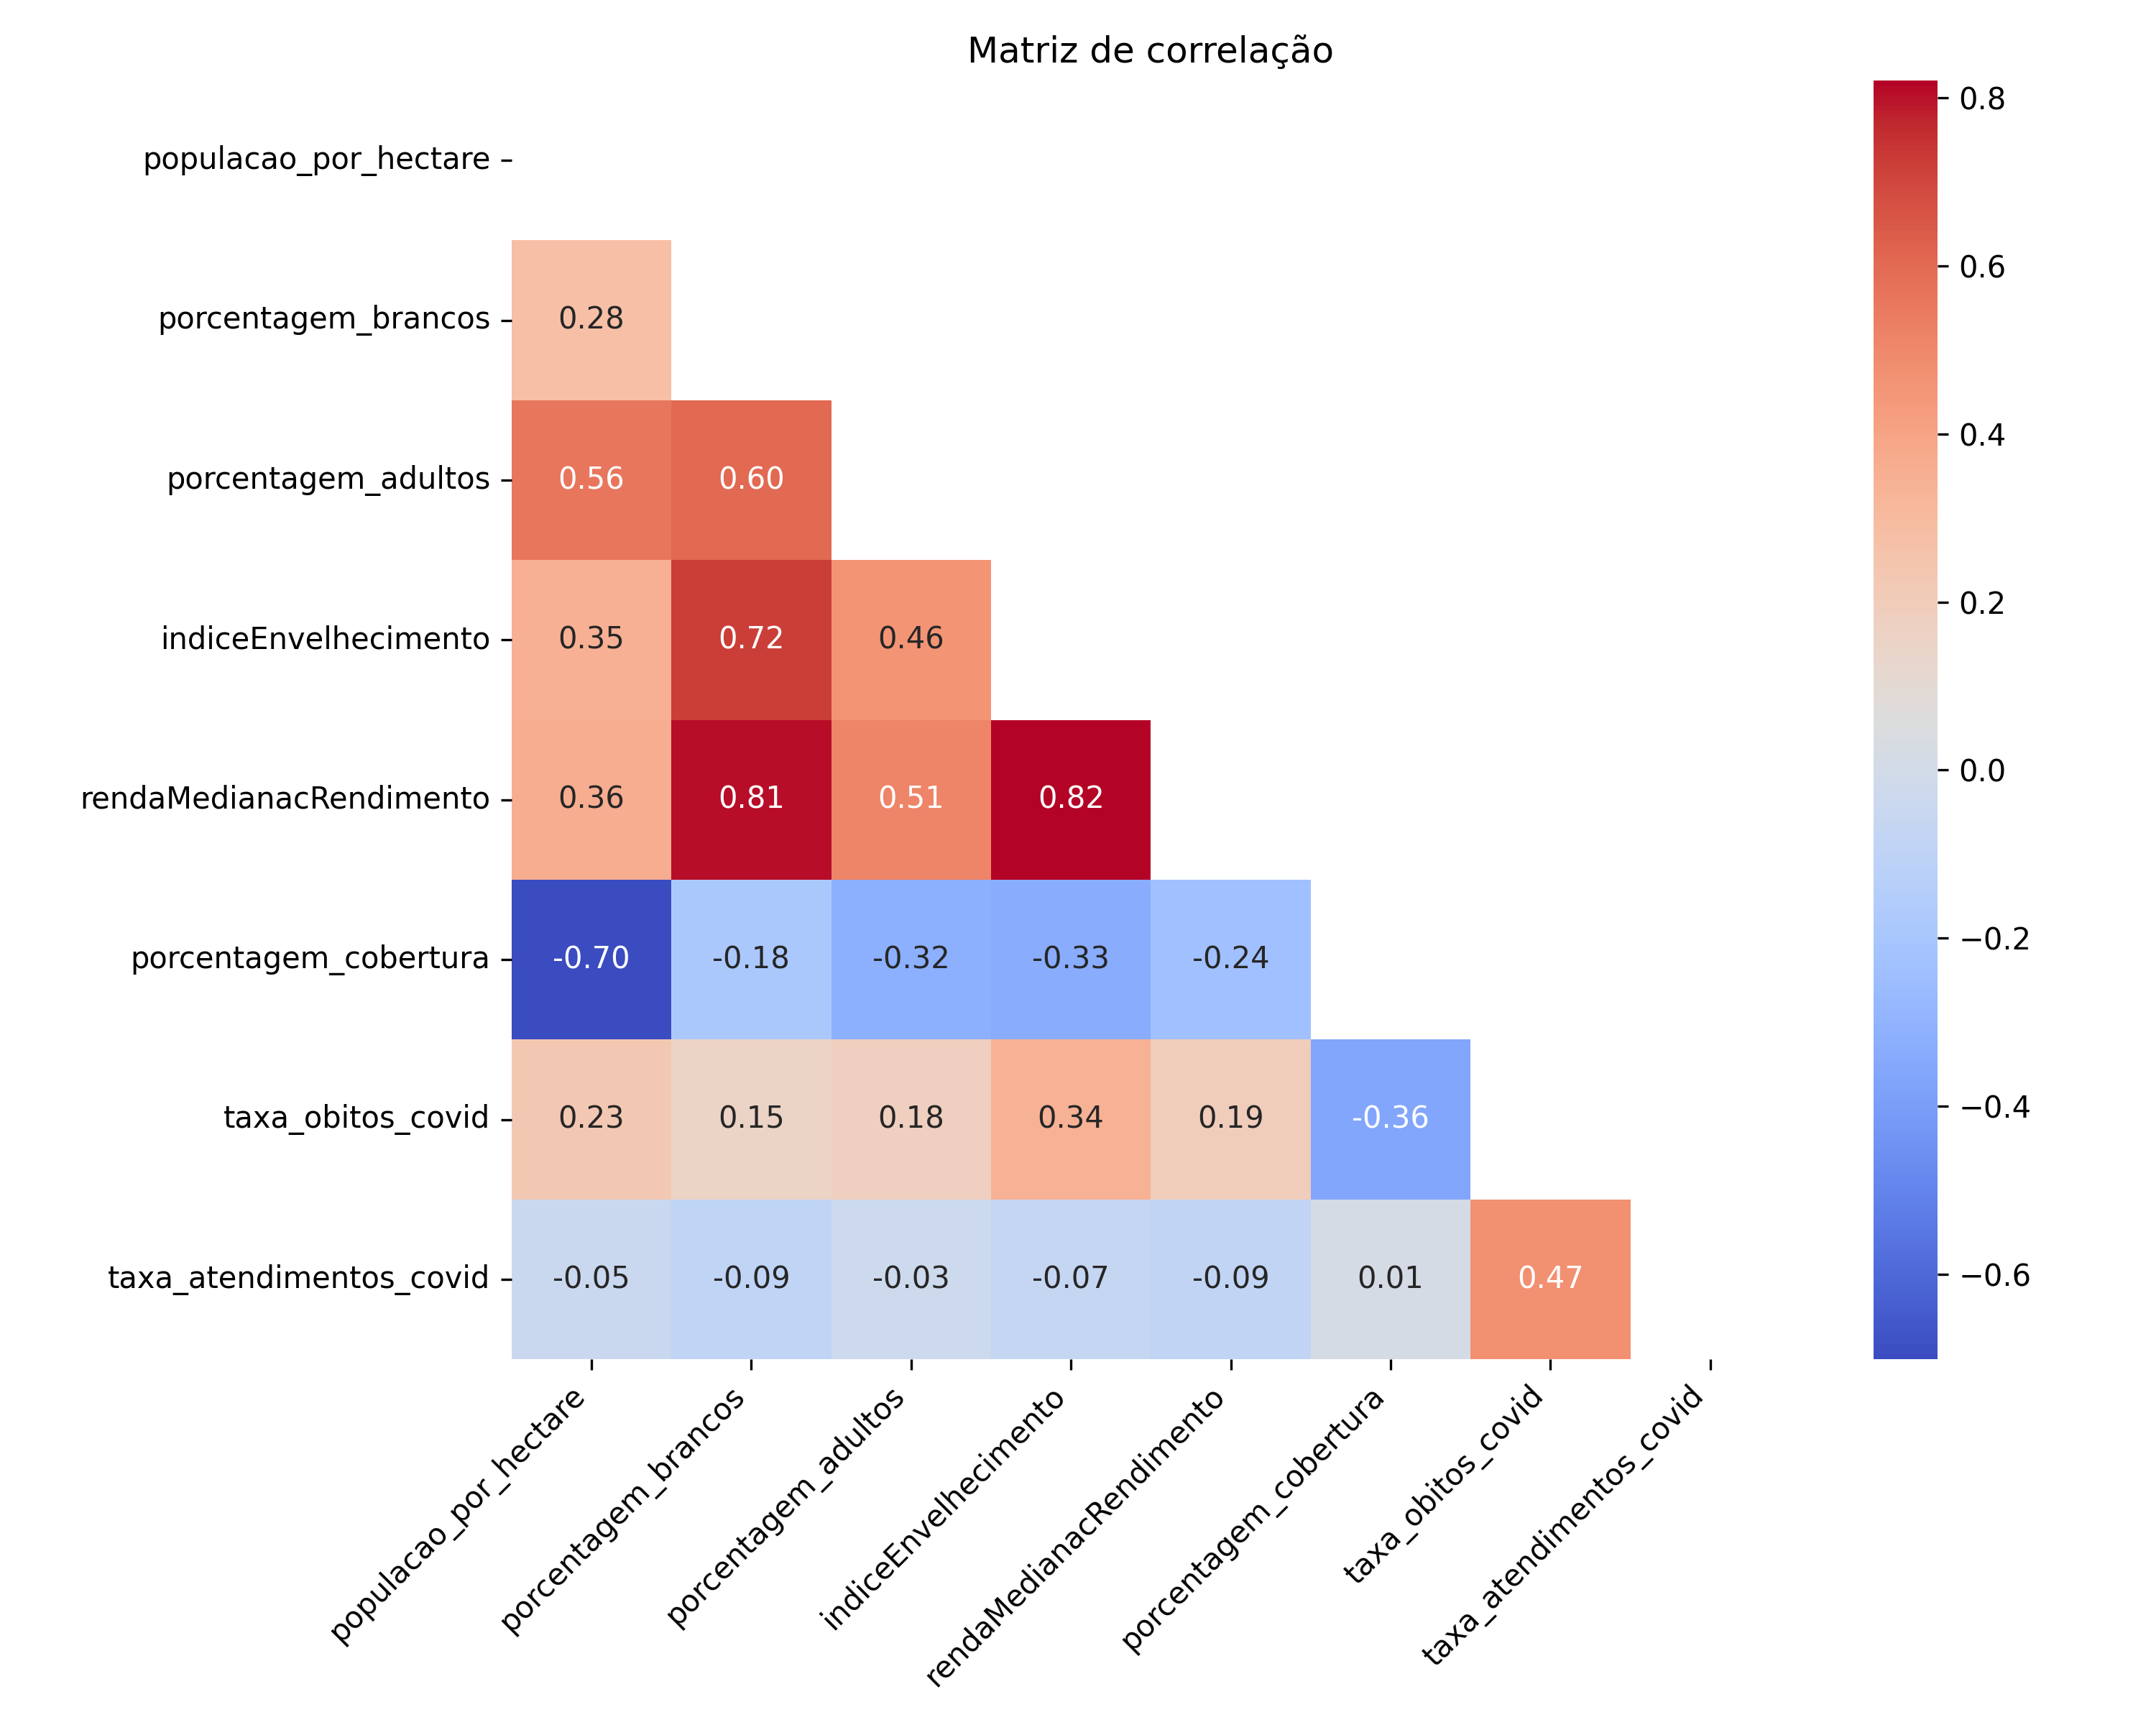 Matriz de correlação
populacao_por_hectare
porcentagem_brancos 0.28
porcentagem_adultos 0.56 0.60
indiceEnvelhecimento 0.35 0.72 0.46
rendaMedianacRendimento 0.36 0.81 0.51 0.82
porcentagem_cobertura -0.70 -0.18 -0.32 -0.33 -0.24
taxa_obitos_covid 0.23 0.15 0.18 0.34 0.19 -0.36
taxa_atendimentos_covid -0.05 -0.09 -0.03 -0.07 -0.09 0.01 0.47
populacao_por_hectare
porcentagem_brancos
porcentagem_adultos
indiceEnvelhecimento
rendaMedianacRendimento
porcentagem_cobertura
taxa_obitos_covid
taxa_atendimentos_covid
0.8
0.6
0.4
0.2
0.0
−0.2
−0.4
−0.6